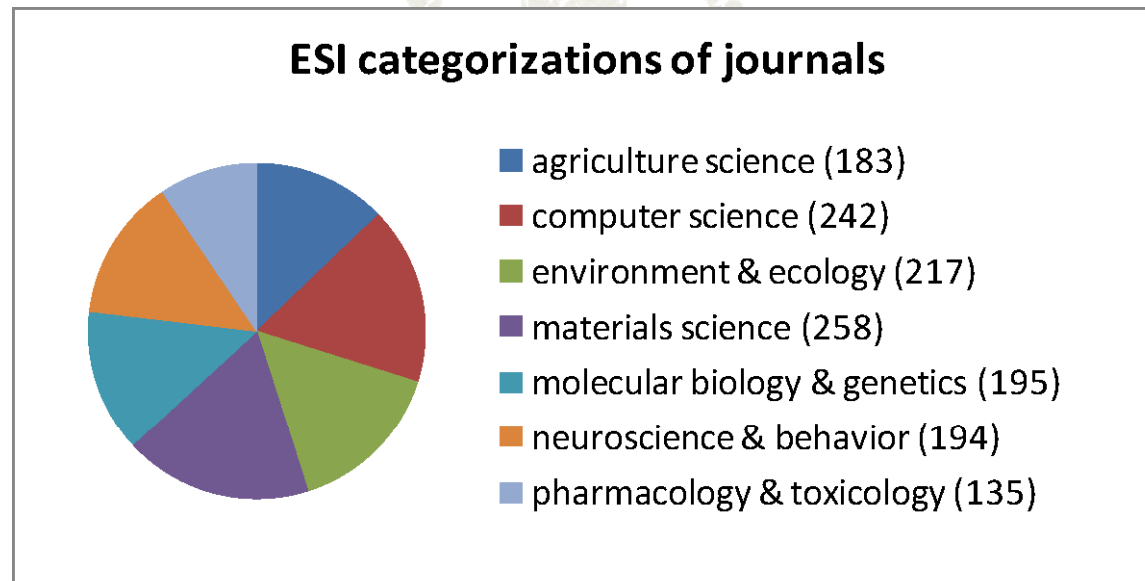 ESI categorizations of journals
agriculture science (183)
computer science (242)
environment & ecology (217)
materials science (258)
molecular biology & genetics (195)
neuroscience & behavior (194)
pharmacology & toxicology (135)